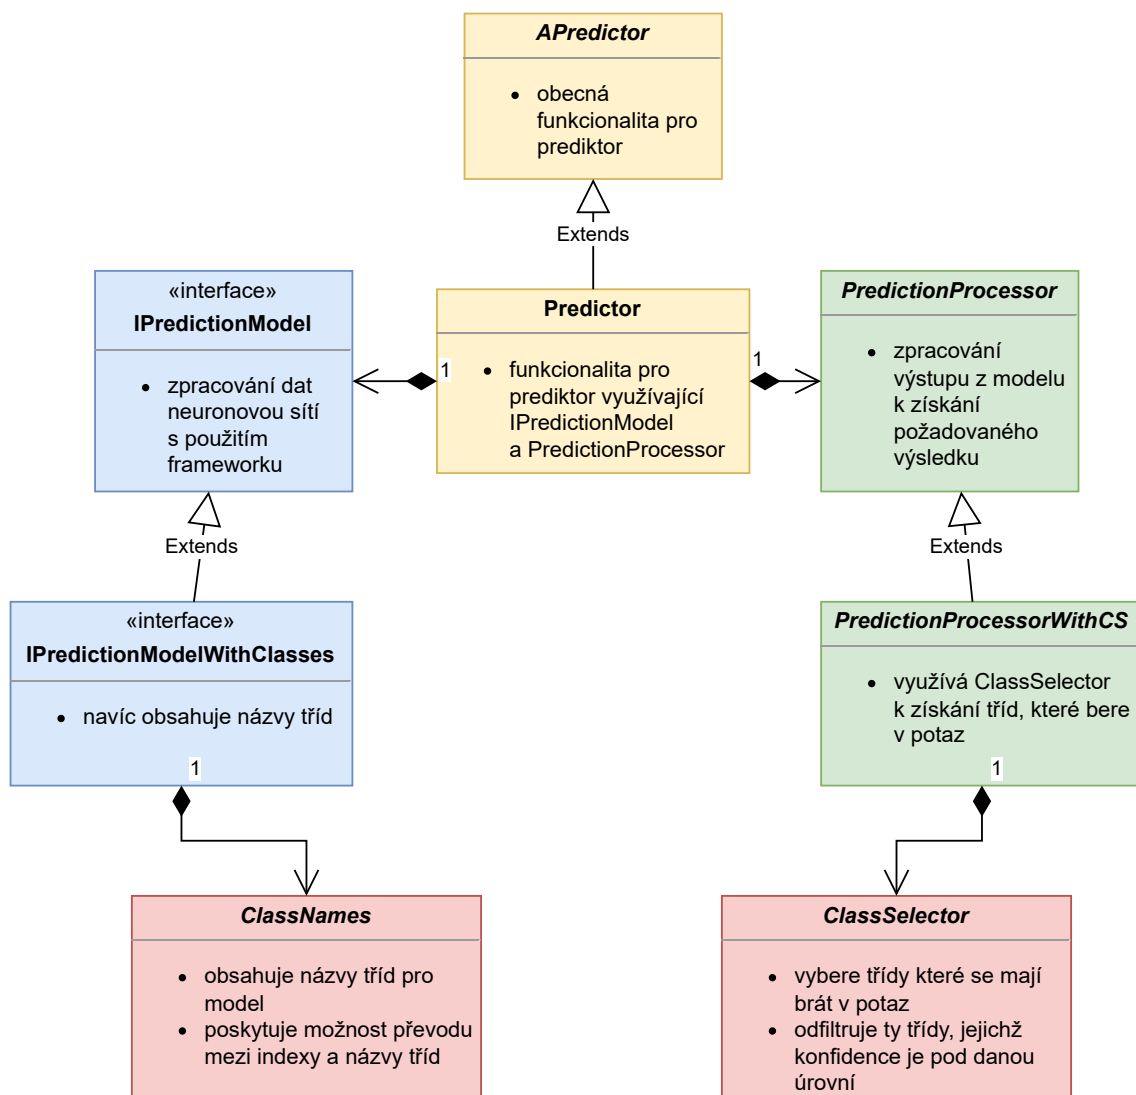 APredictor
• obecná
funkcionalita pro
prediktor
Extends
«interface»
IPredictionModel
• zpracování dat
neuronovou sítí
s použitím
frameworku
1
Predictor
• funkcionalita pro
prediktor využívající
IPredictionModel
a PredictionProcessor
1
PredictionProcessor
• zpracování
výstupu z modelu
k získání
požadovaného
výsledku
Extends
Extends
«interface»
IPredictionModelWithClasses
• navíc obsahuje názvy tříd
1
PredictionProcessorWithCS
• využívá ClassSelector
k získání tříd, které bere
v potaz
1
ClassNames
• obsahuje názvy tříd pro
model
• poskytuje možnost převodu
mezi indexy a názvy tříd
ClassSelector
• vybere třídy které se mají
brát v potaz
• odfiltruje ty třídy, jejichž
konfidence je pod danou
úrovní